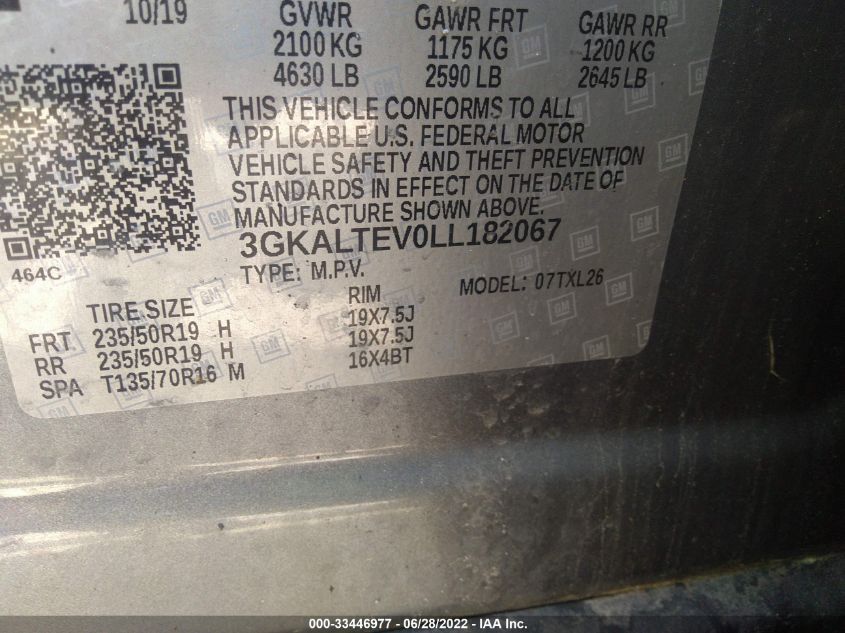 10/19 GVWR GAWR FRT GAWR RR
2100 KG 1175 KG 1200 KG
4630 LB 2590 LB 2645 LB
THIS VEHICLE CONFORMS TO ALL
APPLICABLE U.S. FEDERAL MOTOR
VEHICLE SAFETY AND THEFT PREVENTION
STANDARDS IN EFFECT ON THE DATE OF
MANUFACTURE SHOWN ABOVE.
3GKALTEV0LL182067
464C
TYPE: M.P.V. MODEL: 07TXL26
TIRE SIZE RIM
FRT 235/50R19 H 19X7.5J
RR 235/50R19 H 19X7.5J
SPA T135/70R16 M 16X4BT
GM
000-33446977 - 06/28/2022 - IAA Inc.